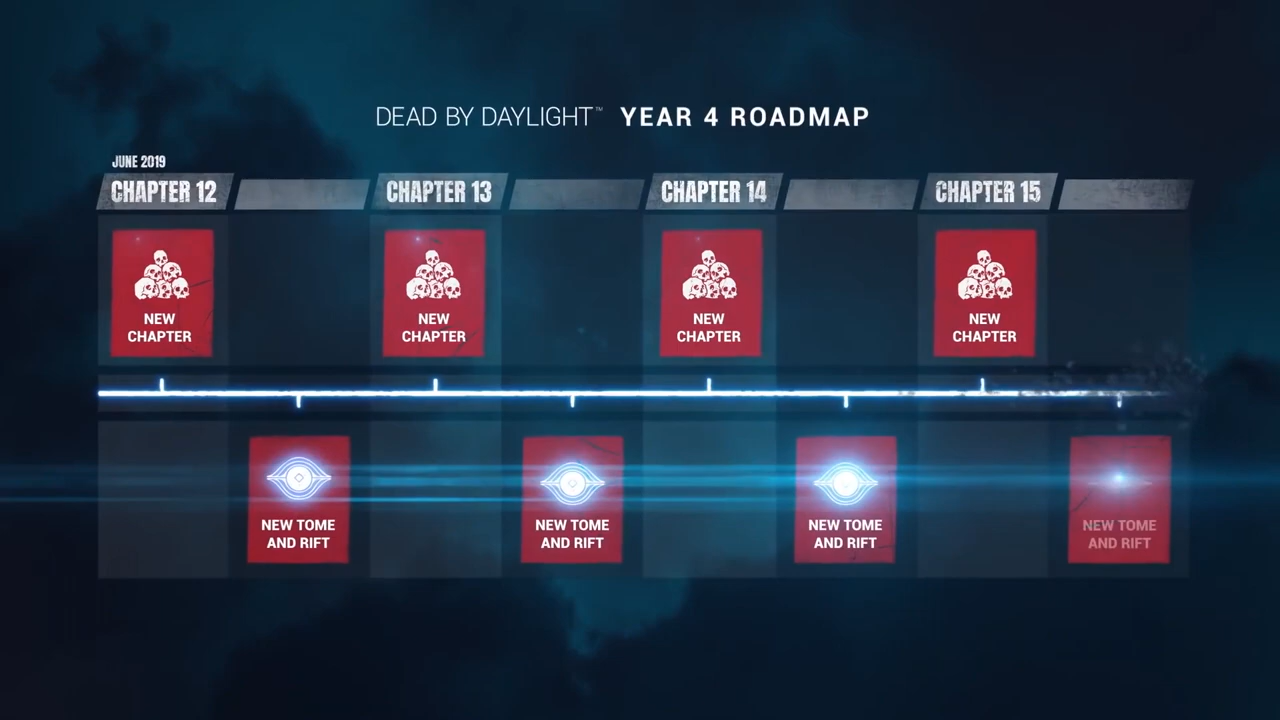 DEAD BY DAYLIGHT™ YEAR 4 ROADMAP
JUNE 2019
CHAPTER 12 CHAPTER 13 CHAPTER 14 CHAPTER 15
NEW
CHAPTER
NEW
CHAPTER
NEW
CHAPTER
NEW
CHAPTER
NEW TOME
AND RIFT
NEW TOME
AND RIFT
NEW TOME
AND RIFT
NEW TOME
AND RIFT